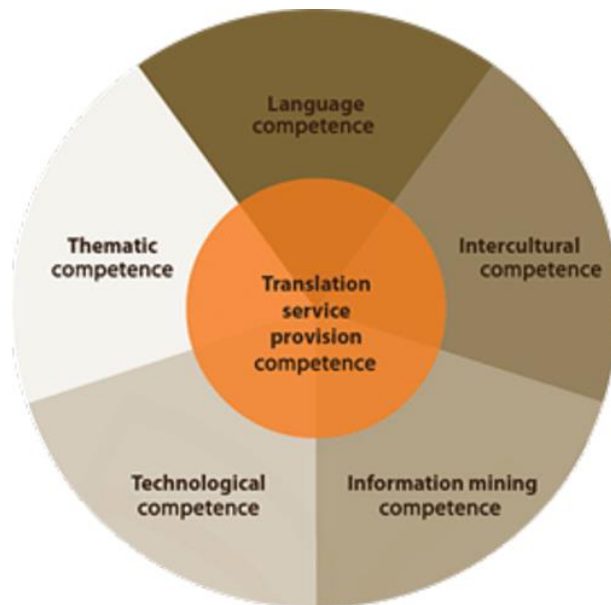 Language
competence
Thematic
competence
Intercultural
competence
Translation
service
provision
competence
Technological
competence
Information mining
competence